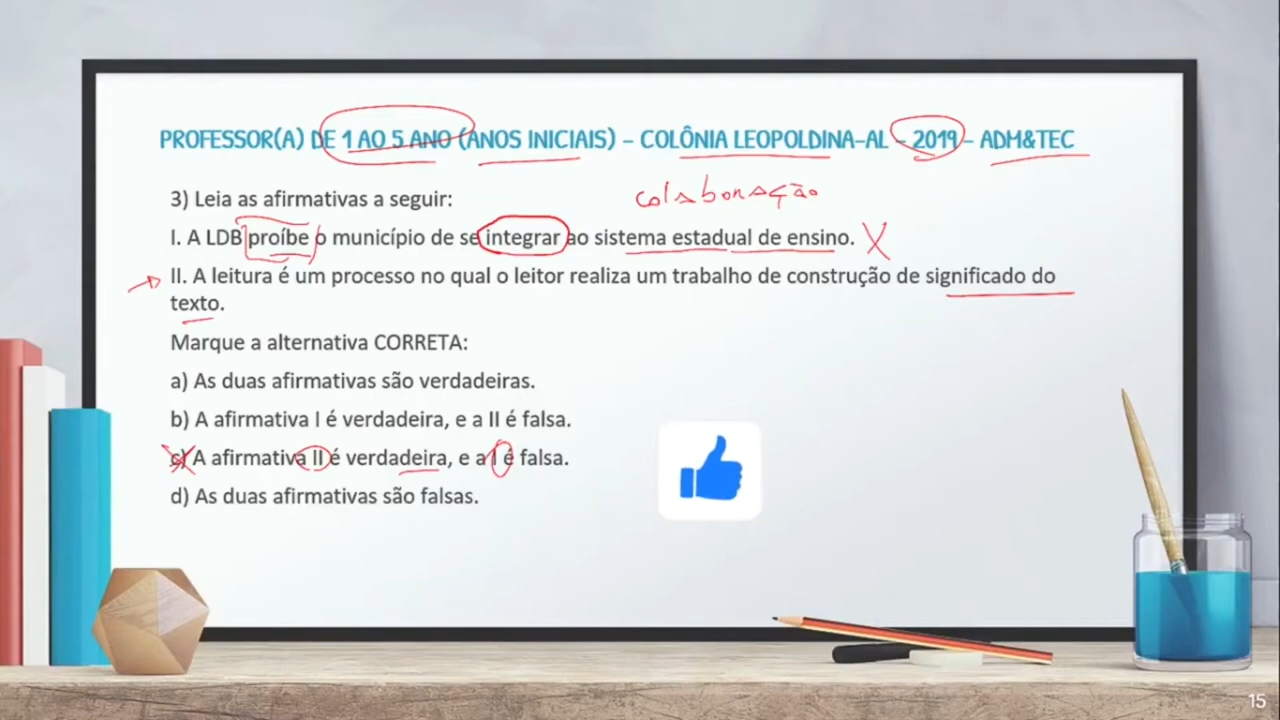 PROFESSOR(A) DE 1 AO 5 ANO (ANOS INICIAIS) – COLÔNIA LEOPOLDINA-AL – 2019 – ADM&TEC
colaboração
3) Leia as afirmativas a seguir:
I. A LDB proíbe o município de se integrar ao sistema estadual de ensino. X
II. A leitura é um processo no qual o leitor realiza um trabalho de construção de significado do
texto.
Marque a alternativa CORRETA:
a) As duas afirmativas são verdadeiras.
b) A afirmativa I é verdadeira, e a II é falsa.
c) A afirmativa II é verdadeira, e a I é falsa.
d) As duas afirmativas são falsas.
15